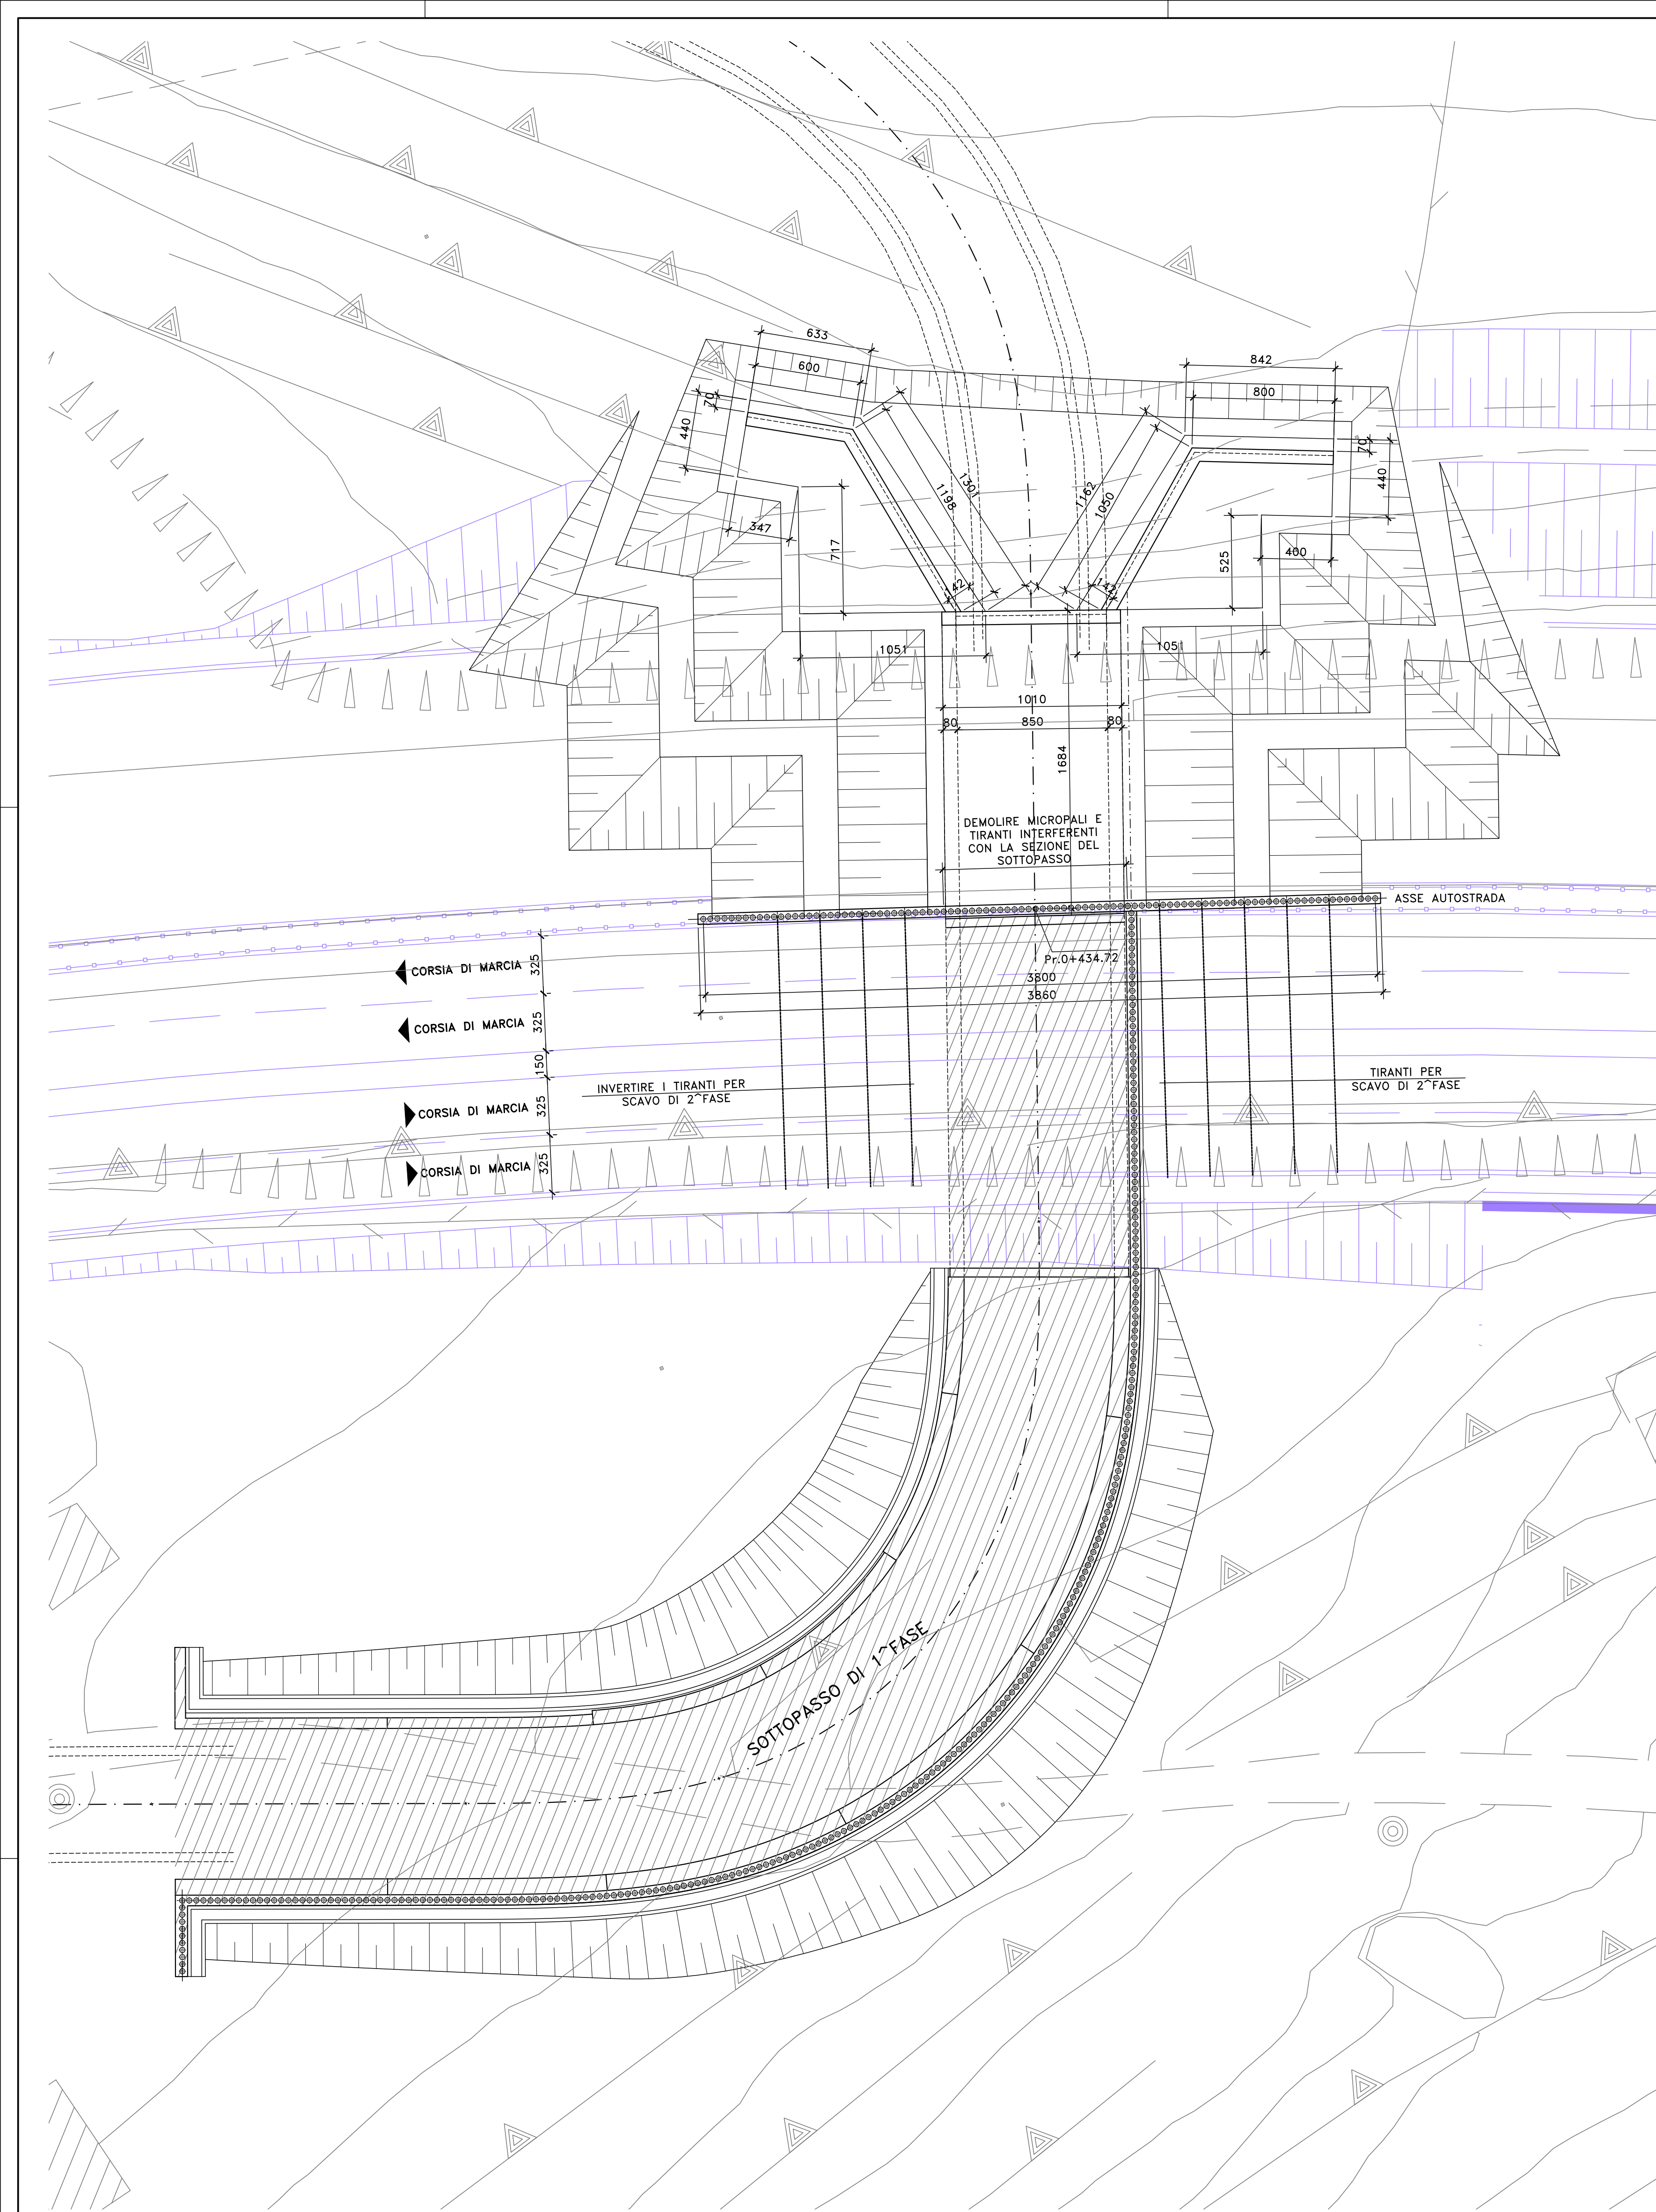 633
600
842
800
70
440
70
440
1301
1198
1162
1050
347
717
525
400
42
142
1051
1051
1010
80
850
80
1684
DEMOLIRE MICROPALI E
TIRANTI INTERFERENTI
CON LA SEZIONE DEL
SOTTOPASSO
ASSE AUTOSTRADA
Pr.0+434.72
3800
3860
CORSIA DI MARCIA
325
CORSIA DI MARCIA
325
150
INVERTIRE I TIRANTI PER
SCAVO DI 2^FASE
TIRANTI PER
SCAVO DI 2^FASE
CORSIA DI MARCIA
325
CORSIA DI MARCIA
325
SOTTOPASSO DI 1^FASE